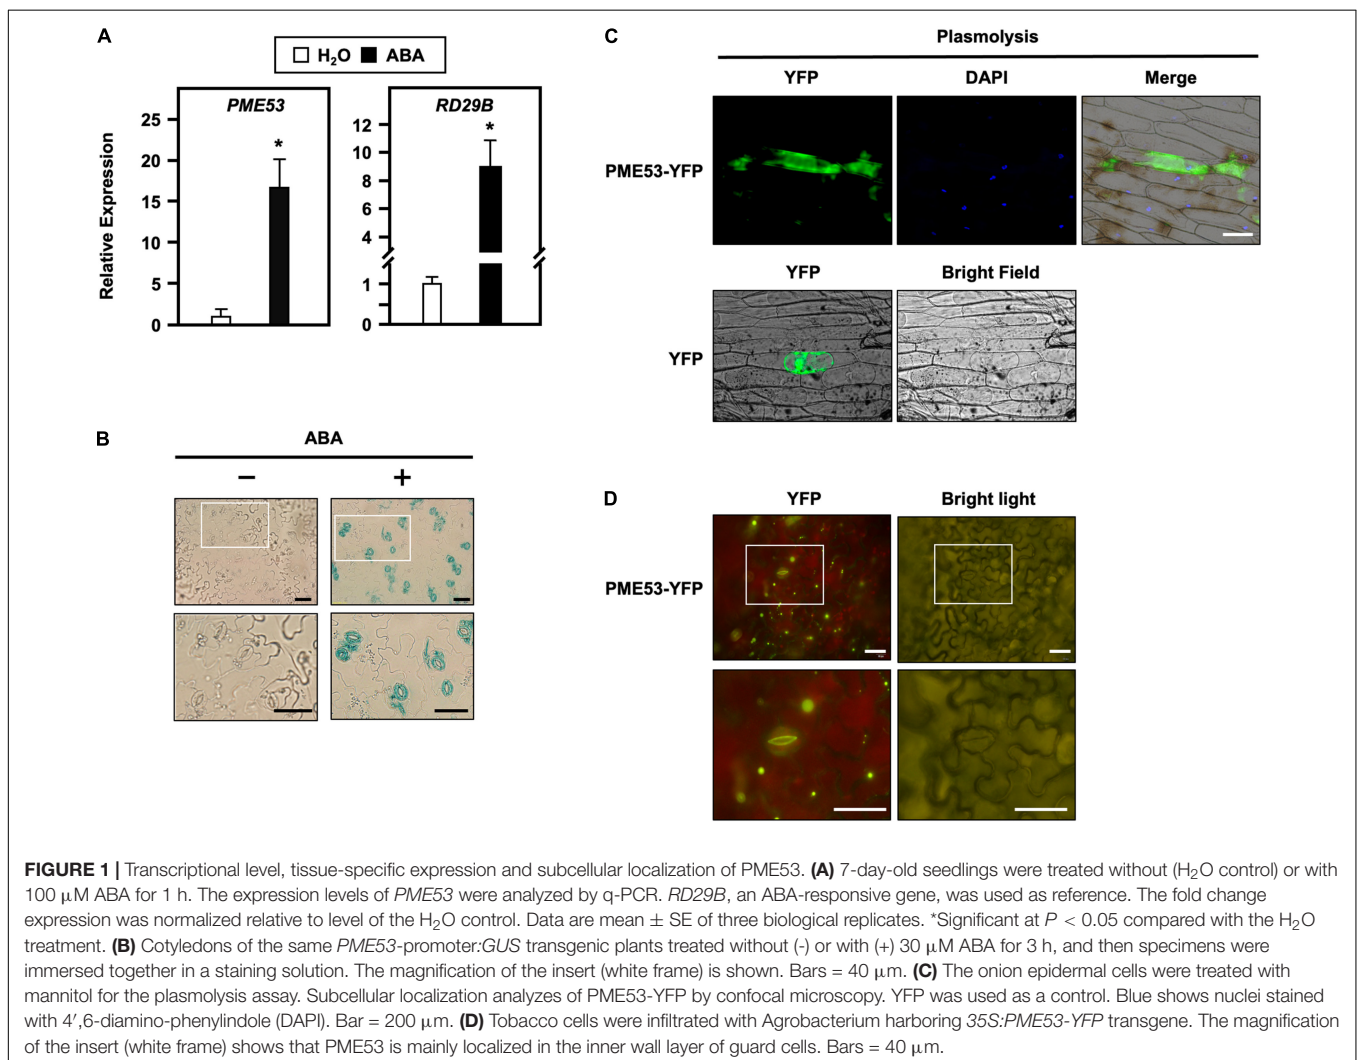 A
H₂O ABA
PME53
RD29B
Relative Expression
25
20
15
10
5
0
*
12
10
8
6
4
1
0
*
B
ABA
− +
C
Plasmolysis
YFP DAPI Merge
PME53-YFP
YFP Bright Field
YFP
D
YFP Bright light
PME53-YFP
FIGURE 1 | Transcriptional level, tissue-specific expression and subcellular localization of PME53. (A) 7-day-old seedlings were treated without (H₂O control) or with
100 μM ABA for 1 h. The expression levels of PME53 were analyzed by q-PCR. RD29B, an ABA-responsive gene, was used as reference. The fold change
expression was normalized relative to level of the H₂O control. Data are mean ± SE of three biological replicates. *Significant at P < 0.05 compared with the H₂O
treatment. (B) Cotyledons of the same PME53-promoter:GUS transgenic plants treated without (-) or with (+) 30 μM ABA for 3 h, and then specimens were
immersed together in a staining solution. The magnification of the insert (white frame) is shown. Bars = 40 μm. (C) The onion epidermal cells were treated with
mannitol for the plasmolysis assay. Subcellular localization analyzes of PME53-YFP by confocal microscopy. YFP was used as a control. Blue shows nuclei stained
with 4′,6-diamino-phenylindole (DAPI). Bar = 200 μm. (D) Tobacco cells were infiltrated with Agrobacterium harboring 35S:PME53-YFP transgene. The magnification
of the insert (white frame) shows that PME53 is mainly localized in the inner wall layer of guard cells. Bars = 40 μm.